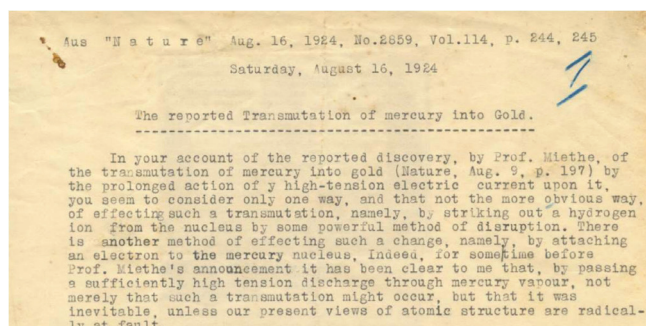 Aus "Nature" Aug. 16, 1924, No.2859, Vol.114, p. 244, 245
Saturday, August 16, 1924
The reported Transmutation of mercury into Gold.
In your account of the reported discovery, by Prof. Miethe, of
the transmutation of mercury into gold (Nature, Aug. 9, p. 197) by
the prolonged action of y high-tension electric current upon it,
you seem to consider only one way, and that not the more obvious way,
of effecting such a transmutation, namely, by striking out a hydrogen
ion from the nucleus by some powerful method of disruption. There
is another method of effecting such a change, namely, by attaching
an electron to the mercury nucleus, Indeed, for sometime before
Prof. Miethe's announcement it has been clear to me that, by passing
a sufficiently high tension discharge through mercury vapour, not
merely that such a transmutation might occur, but that it was
inevitable, unless our present views of atomic structure are radical-
ly at fault